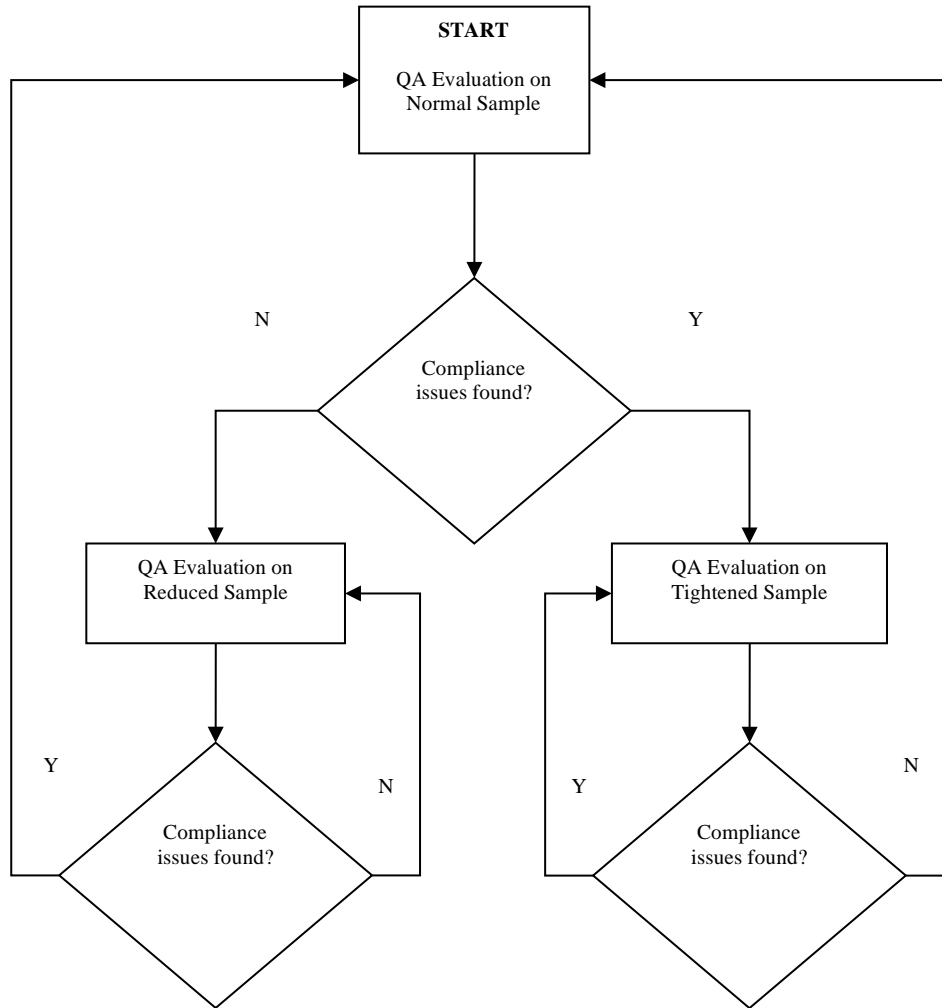 START
QA Evaluation on
Normal Sample
N
Y
Compliance
issues found?
QA Evaluation on
Reduced Sample
QA Evaluation on
Tightened Sample
Y
N
Y
N
Compliance
issues found?
Compliance
issues found?